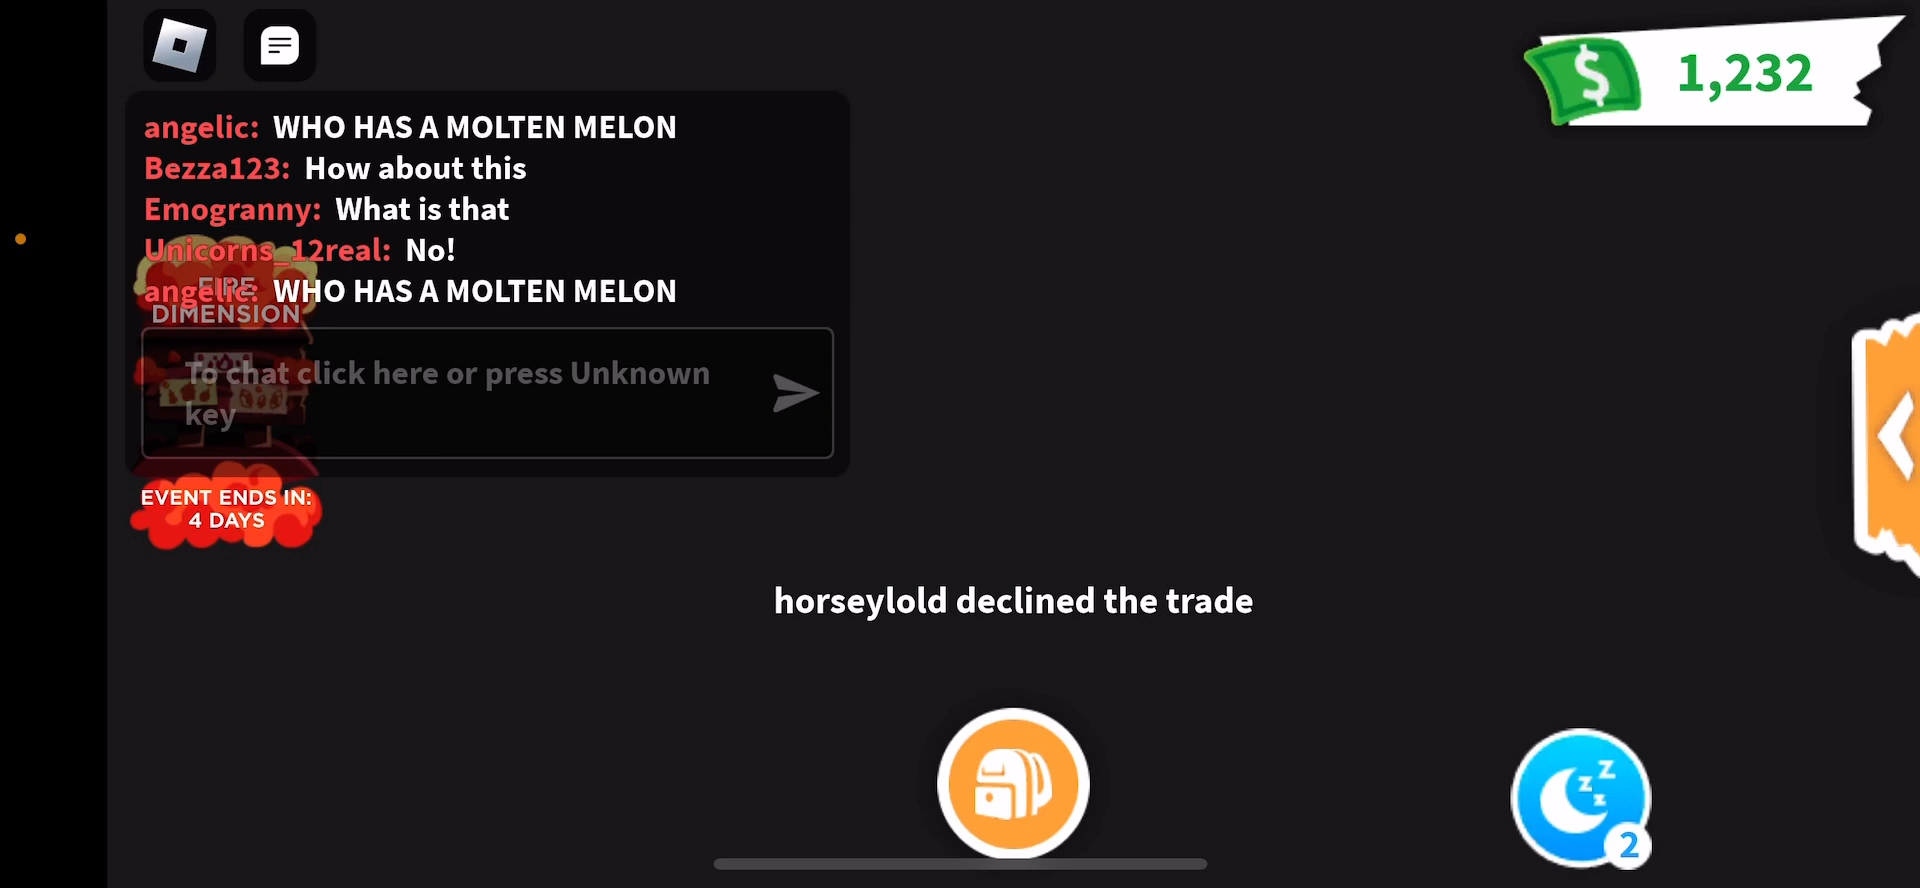 1,232
angelic: WHO HAS A MOLTEN MELON
Bezza123: How about this
Emogranny: What is that
Unicorns_12real: No!
angelic: WHO HAS A MOLTEN MELON
FIRE
DIMENSION
To chat click here or press Unknown
key
EVENT ENDS IN:
4 DAYS
horseylold declined the trade
z z z
2